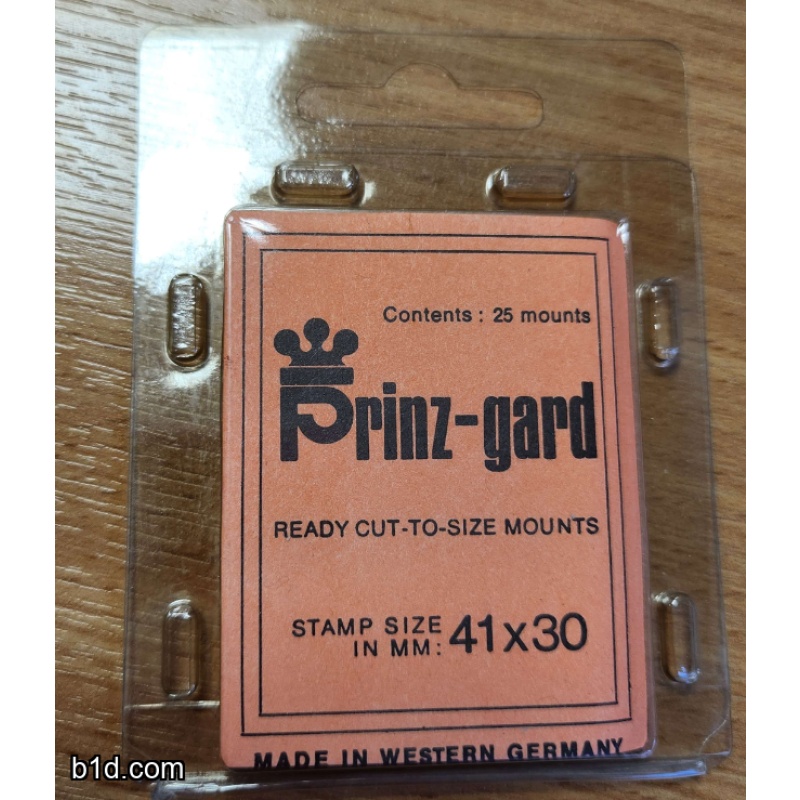 Contents : 25 mounts
Prinz-gard
READY CUT-TO-SIZE MOUNTS
STAMP SIZE
IN MM: 41x30
MADE IN WESTERN GERMANY
b1d.com